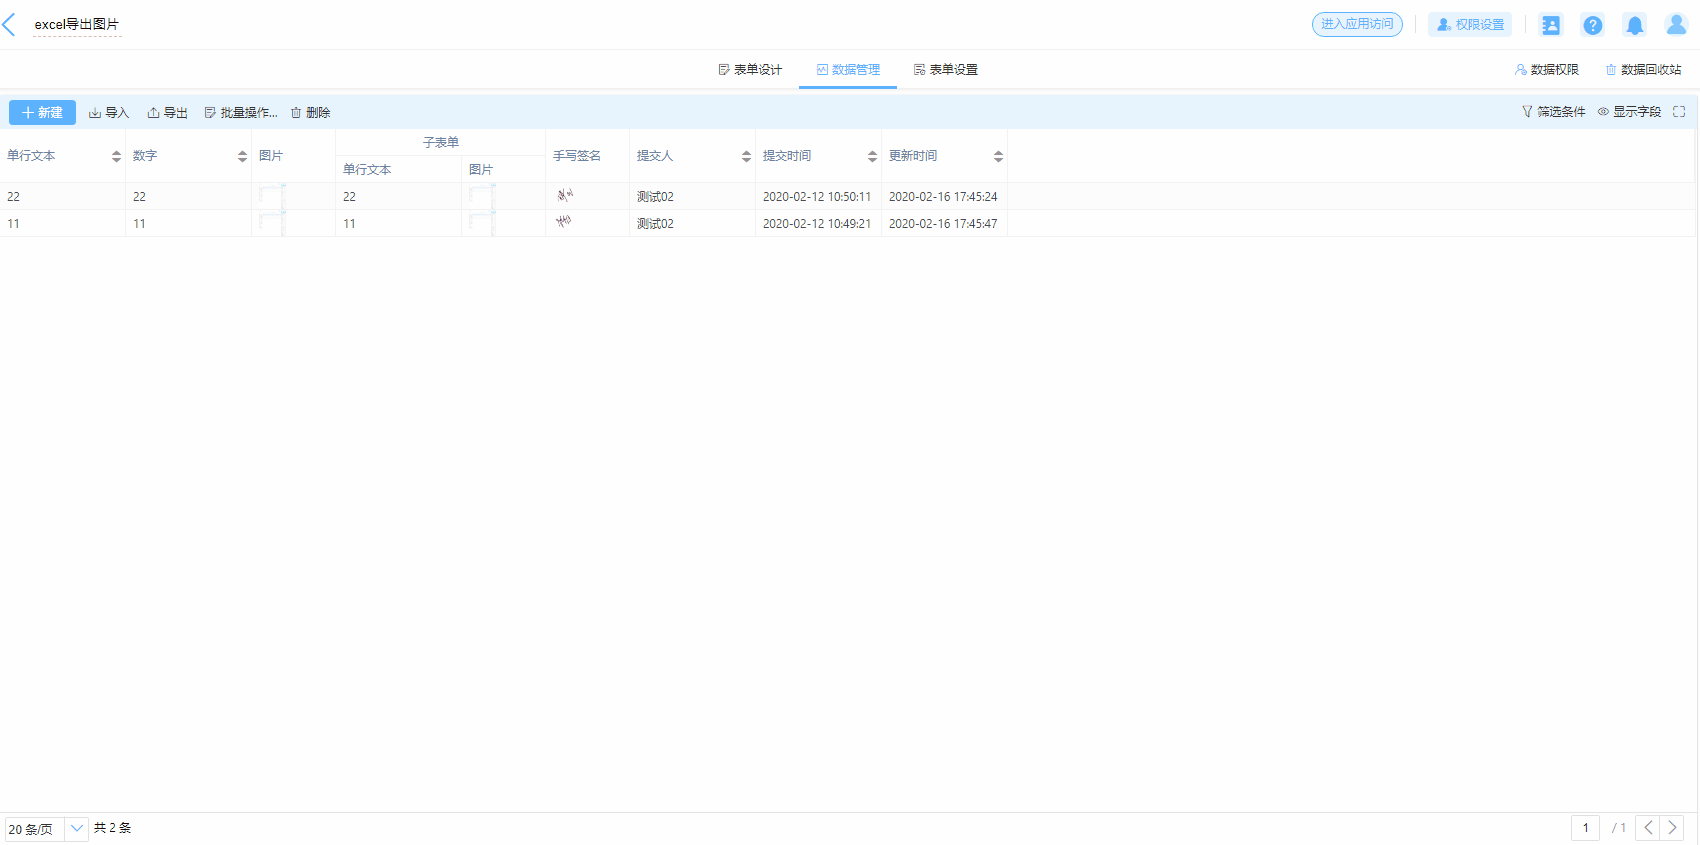 excel导出图片 进入应用访问 权限设置
表单设计 数据管理 表单设置 数据权限 数据回收站
新建 导入 导出 批量操作... 删除 筛选条件 显示字段
子表单
单行文本 数字 图片 手写签名 提交人 提交时间 更新时间
单行文本 图片
22 22 22 测试02 2020-02-12 10:50:11 2020-02-16 17:45:24
11 11 11 测试02 2020-02-12 10:49:21 2020-02-16 17:45:47
20 条/页 共 2 条 1 / 1